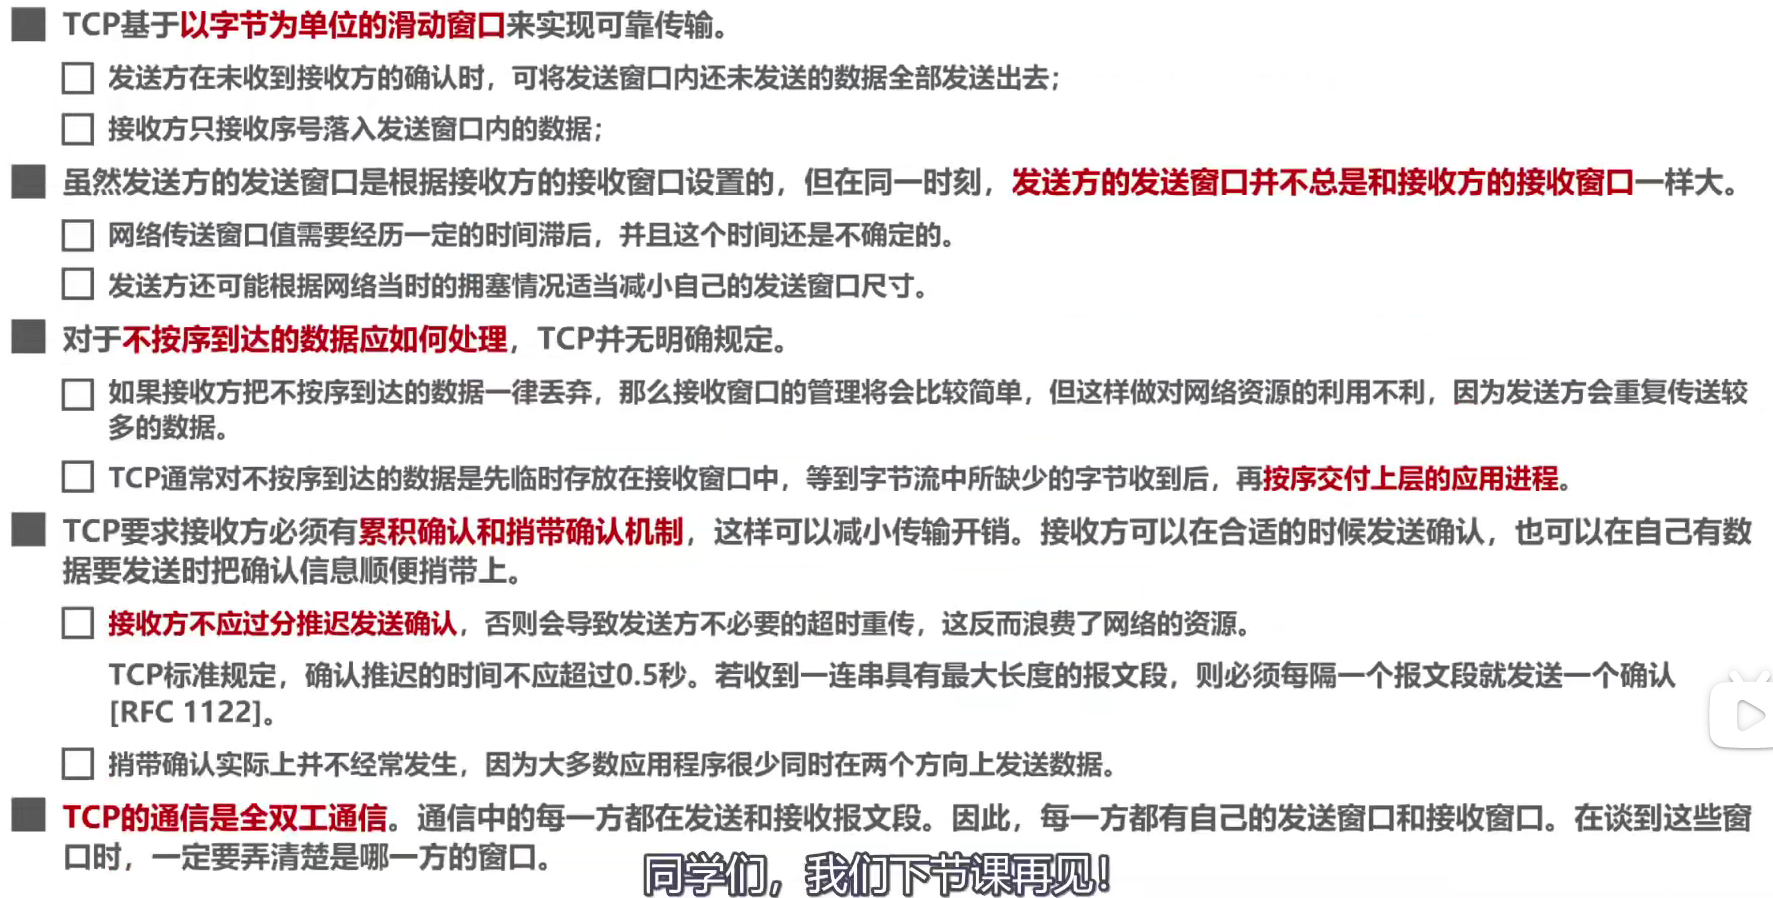 TCP基于以字节为单位的滑动窗口来实现可靠传输。
发送方在未收到接收方的确认时，可将发送窗口内还未发送的数据全部发送出去；
接收方只接收序号落入发送窗口内的数据；
虽然发送方的发送窗口是根据接收方的接收窗口设置的，但在同一时刻，发送方的发送窗口并不总是和接收方的接收窗口一样大。
网络传送窗口值需要经历一定的时间滞后，并且这个时间还是不确定的。
发送方还可能根据网络当时的拥塞情况适当减小自己的发送窗口尺寸。
对于不按序到达的数据应如何处理，TCP并无明确规定。
如果接收方把不按序到达的数据一律丢弃，那么接收窗口的管理将会比较简单，但这样做对网络资源的利用不利，因为发送方会重复传送较
多的数据。
TCP通常对不按序到达的数据是先临时存放在接收窗口中，等到字节流中所缺少的字节收到后，再按序交付上层的应用进程。
TCP要求接收方必须有累积确认和捎带确认机制，这样可以减小传输开销。接收方可以在合适的时候发送确认，也可以在自己有数
据要发送时把确认信息顺便捎带上。
接收方不应过分推迟发送确认，否则会导致发送方不必要的超时重传，这反而浪费了网络的资源。
TCP标准规定，确认推迟的时间不应超过0.5秒。若收到一连串具有最大长度的报文段，则必须每隔一个报文段就发送一个确认
[RFC 1122]。
捎带确认实际上并不经常发生，因为大多数应用程序很少同时在两个方向上发送数据。
TCP的通信是全双工通信。通信中的每一方都在发送和接收报文段。因此，每一方都有自己的发送窗口和接收窗口。在谈到这些窗
口时，一定要弄清楚是哪一方的窗口。
同学们，我们下节课再见！